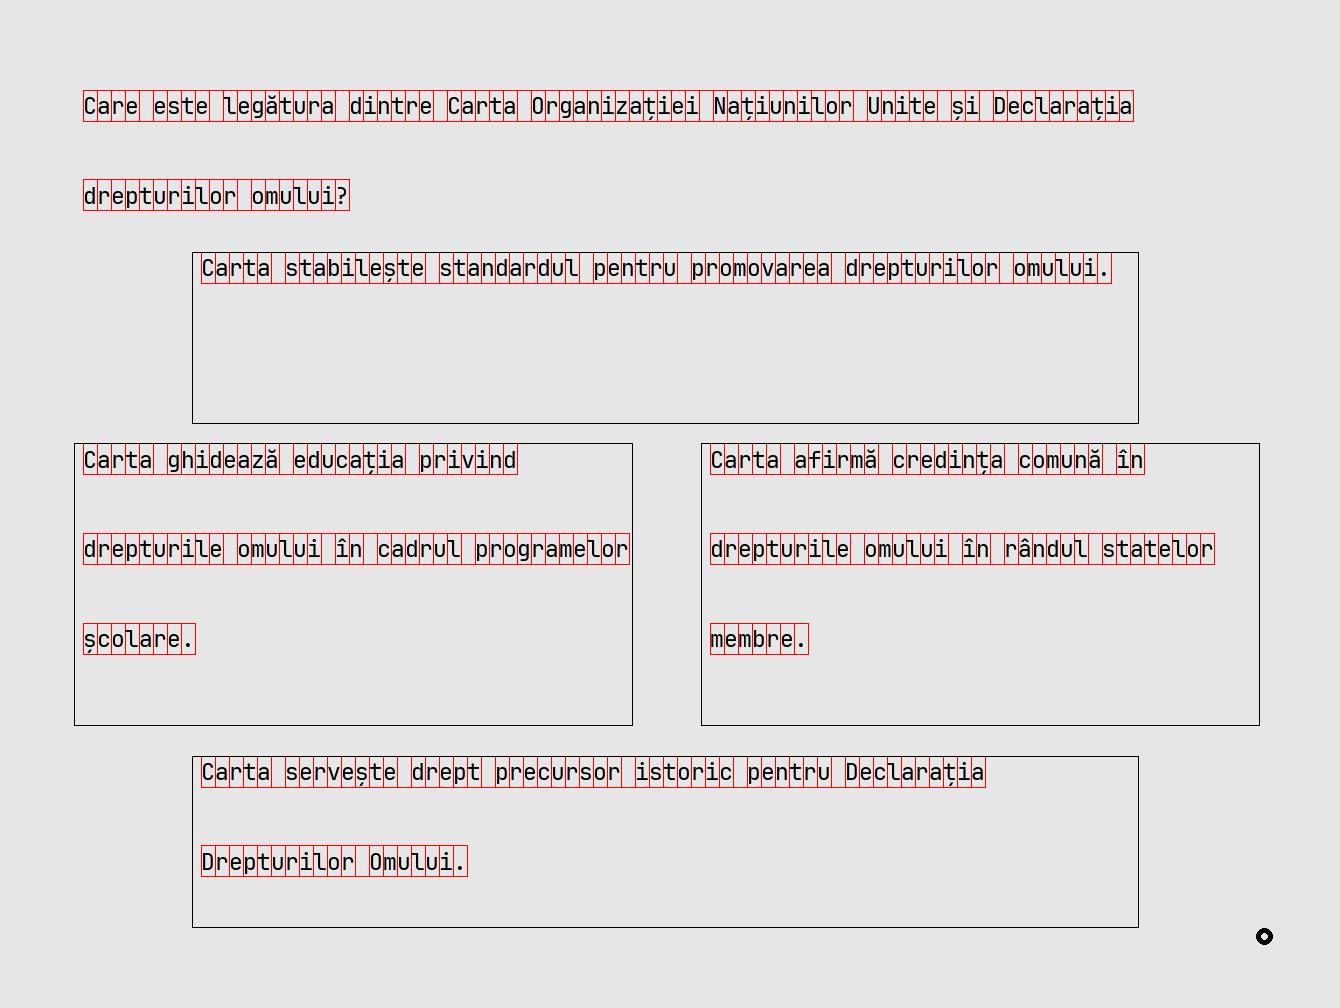 Care este legătura dintre Carta Organizației Națiunilor Unite și Declarația
drepturilor omului?
Carta stabilește standardul pentru promovarea drepturilor omului.
Carta ghidează educația privind
drepturile omului în cadrul programelor
școlare.
Carta afirmă credința comună în
drepturile omului în rândul statelor
membre.
Carta servește drept precursor istoric pentru Declarația
Drepturilor Omului.